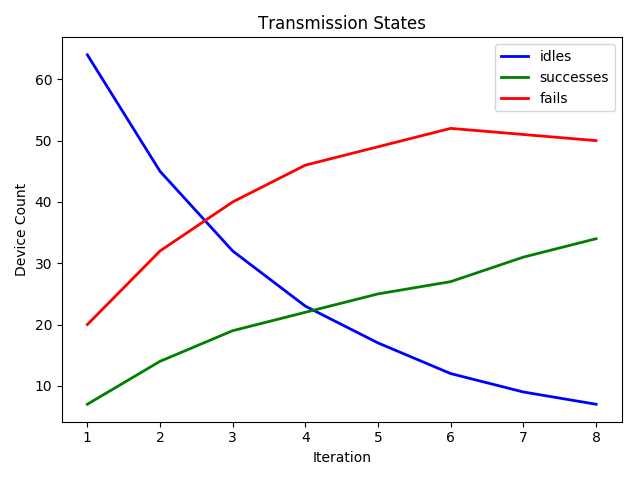 Transmission States
idles
successes
fails
Device Count
60
50
40
30
20
10
1 2 3 4 5 6 7 8
Iteration